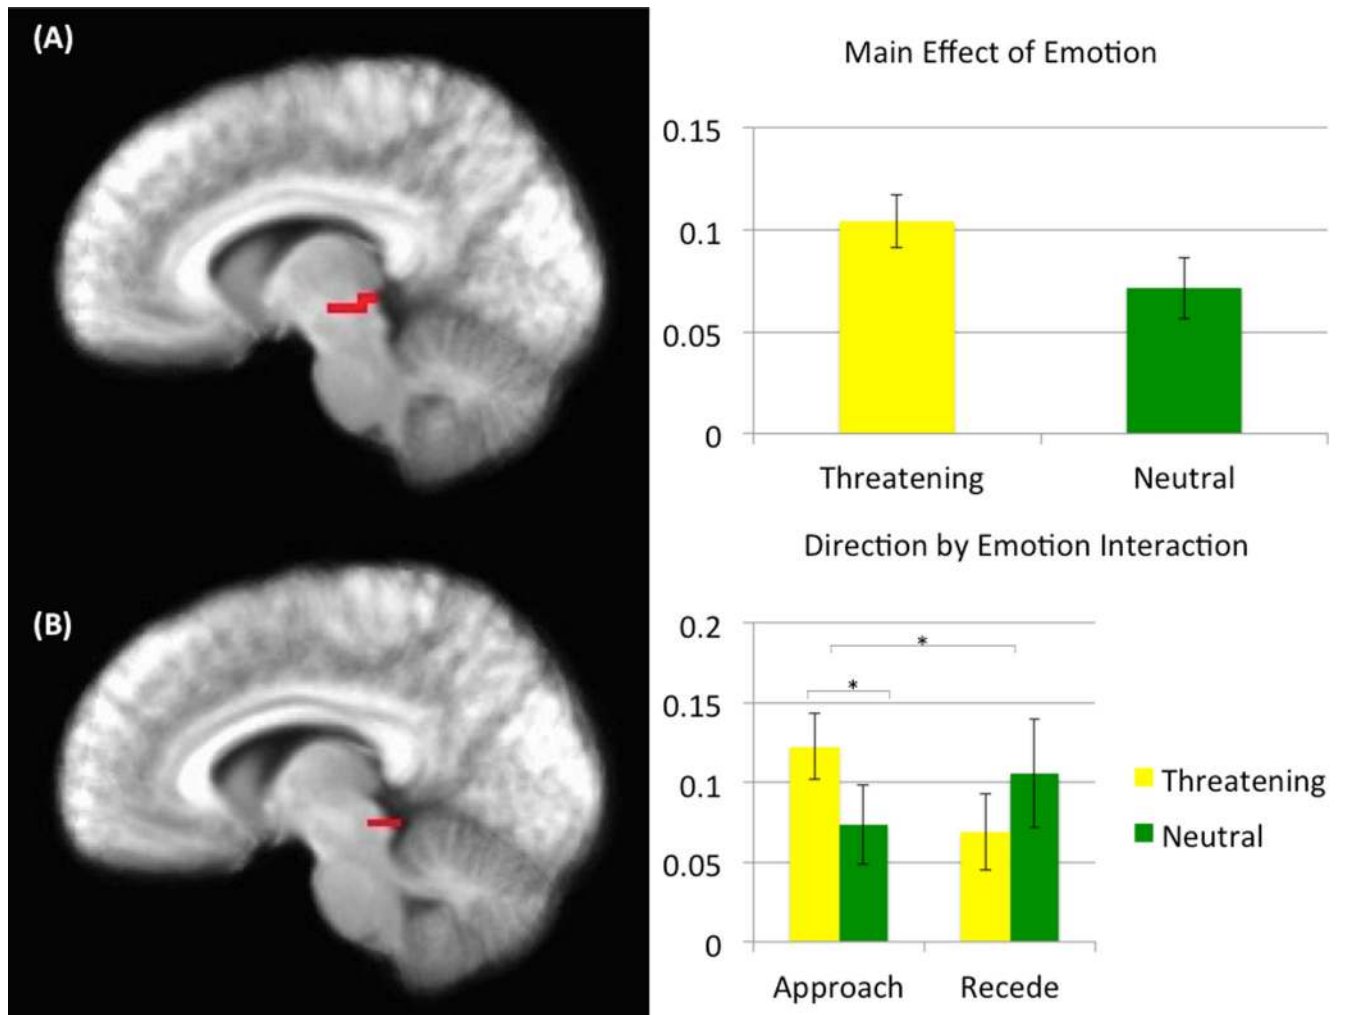 (A)
Main Effect of Emotion
0.15
0.1
0.05
0
Threatening Neutral
Direction by Emotion Interaction
(B)
0.2
*
*
0.15
0.1
0.05
0
Approach Recede
Threatening
Neutral